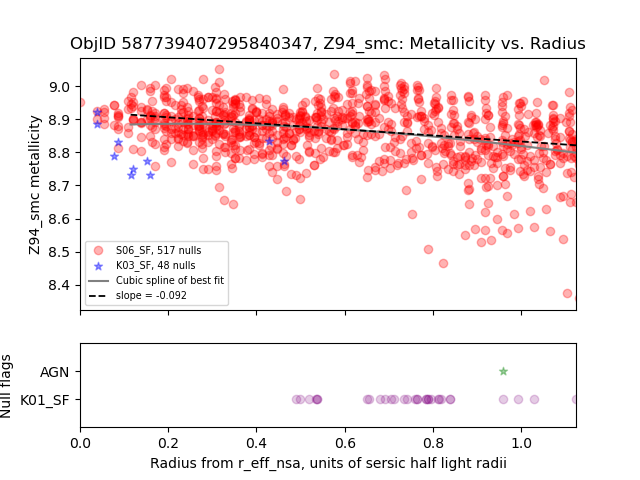 ObjID 587739407295840347, Z94_smc: Metallicity vs. Radius
Z94_smc metallicity
9.0
8.9
8.8
8.7
8.6
8.5
8.4
S06_SF, 517 nulls
K03_SF, 48 nulls
Cubic spline of best fit
slope = -0.092
Null flags
AGN
K01_SF
0.0 0.2 0.4 0.6 0.8 1.0
Radius from r_eff_nsa, units of sersic half light radii